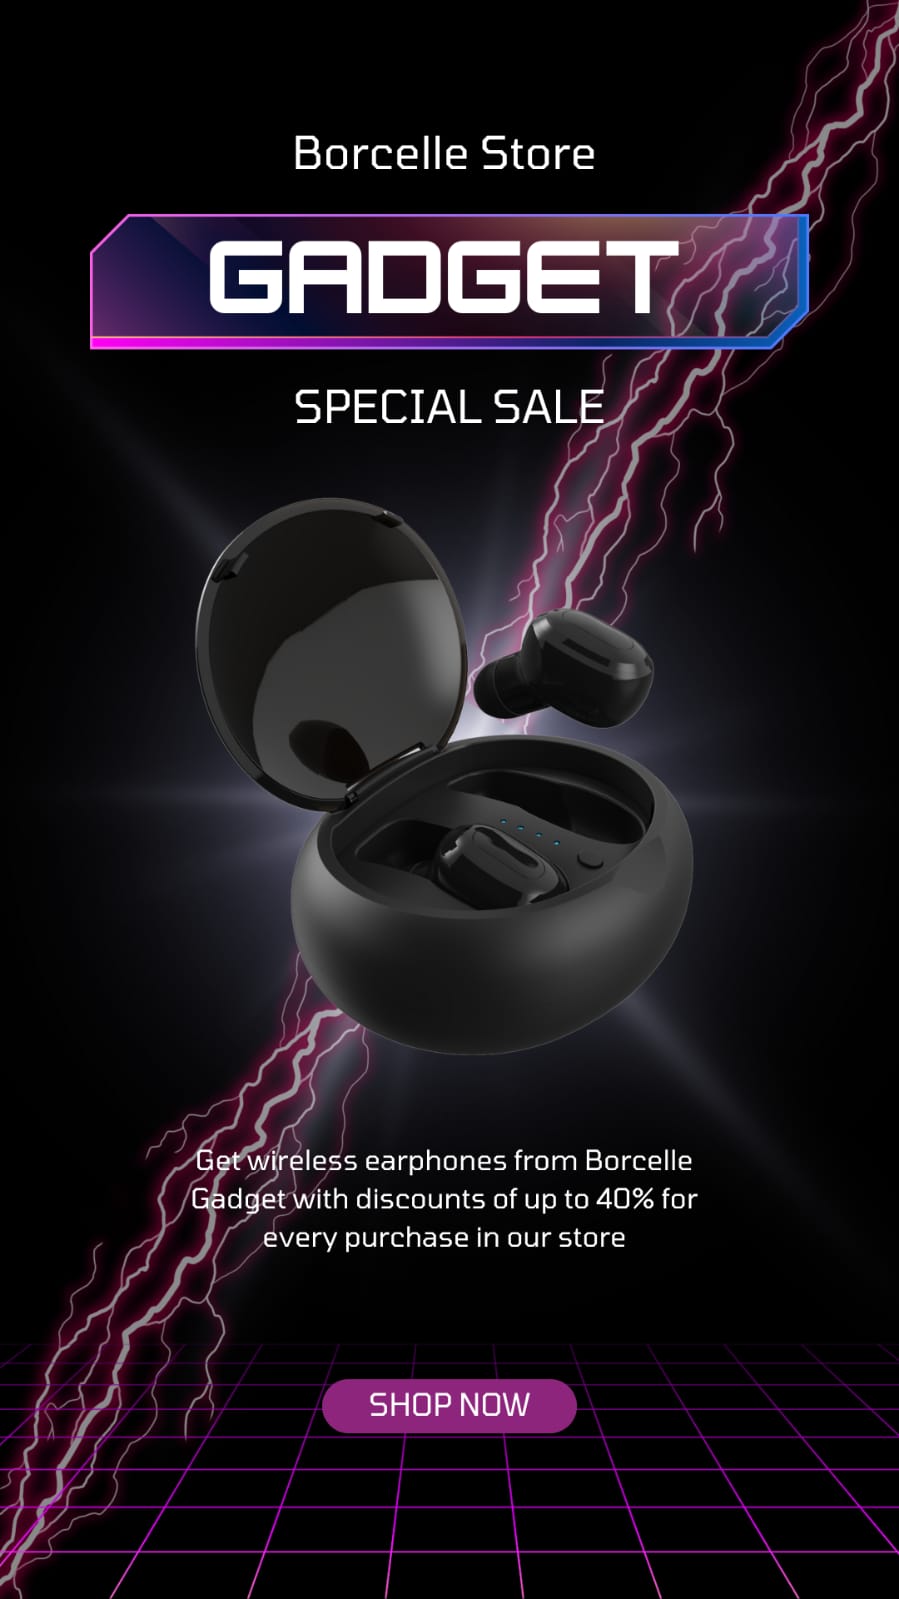 Borcelle Store
GADGET
SPECIAL SALE
Get wireless earphones from Borcelle
Gadget with discounts of up to 40% for
every purchase in our store
SHOP NOW